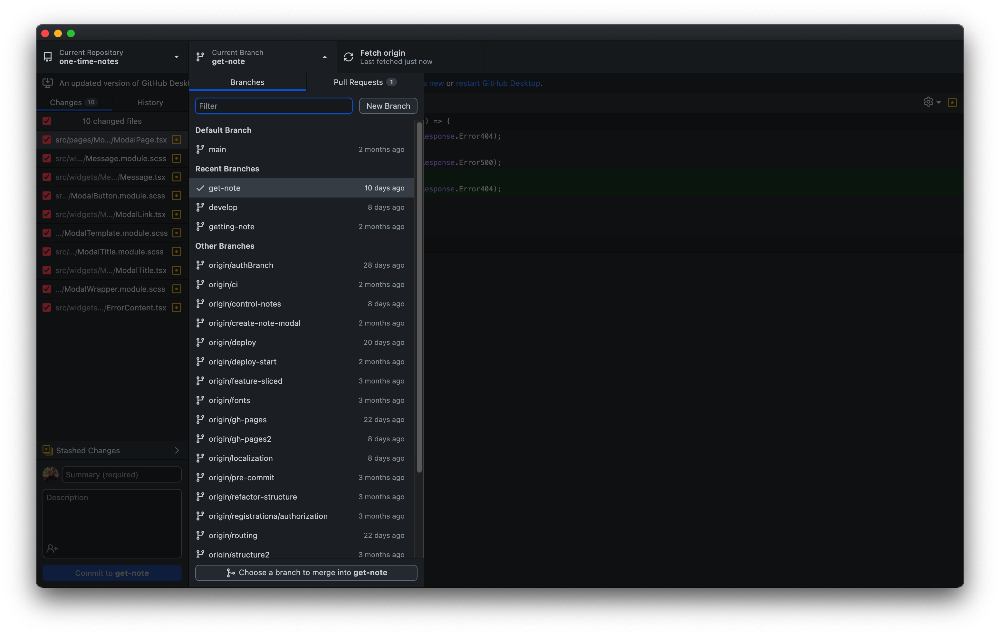 Current Repository
one-time-notes
Current Branch
get-note
Fetch origin
Last fetched just now
An updated version of GitHub Deskt
s new or restart GitHub Desktop.
Branches
Pull Requests 1
Changes 10
History
Filter
New Branch
10 changed files
src/pages/Mo.../ModalPage.tsx
src/wi.../Message.module.scss
src/widgets/Me.../Message.tsx
sr.../ModalButton.module.scss
src/widgets/M.../ModalLink.tsx
.../ModalTemplate.module.scss
src/.../ModalTitle.module.scss
src/widgets/M.../ModalTitle.tsx
.../ModalWrapper.module.scss
src/widgets.../ErrorContent.tsx
Stashed Changes
Summary (required)
Description
Commit to get-note
Default Branch
main 2 months ago
Recent Branches
get-note 10 days ago
develop 8 days ago
getting-note 2 months ago
Other Branches
origin/authBranch 28 days ago
origin/ci 2 months ago
origin/control-notes 8 days ago
origin/create-note-modal 2 months ago
origin/deploy 20 days ago
origin/deploy-start 2 months ago
origin/feature-sliced 3 months ago
origin/fonts 3 months ago
origin/gh-pages 22 days ago
origin/gh-pages2 8 days ago
origin/localization 8 days ago
origin/pre-commit 3 months ago
origin/refactor-structure 3 months ago
origin/registrationa/authorization 3 months ago
origin/routing 22 days ago
origin/structure2 3 months ago
Choose a branch to merge into get-note
) => {
esponse.Error404);
esponse.Error500);
esponse.Error404);